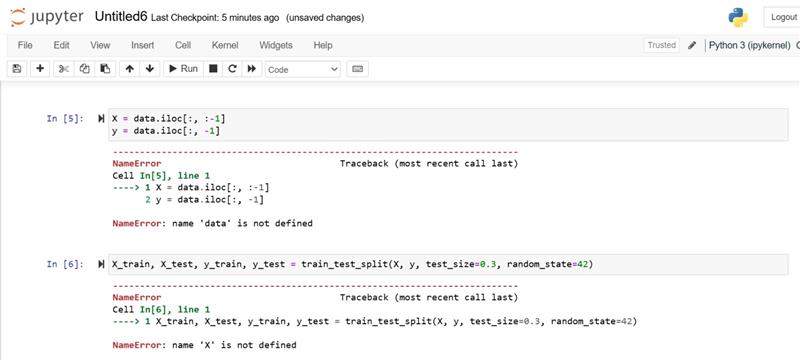 jupyter Untitled6 Last Checkpoint: 5 minutes ago (unsaved changes) Logout
File Edit View Insert Cell Kernel Widgets Help Trusted Python 3 (ipykernel)
Run Code
In [5]: X = data.iloc[:, :-1]
y = data.iloc[:, -1]
---------------------------------------------------------------------------
NameError Traceback (most recent call last)
Cell In[5], line 1
----> 1 X = data.iloc[:, :-1]
2 y = data.iloc[:, -1]
NameError: name 'data' is not defined
In [6]: X_train, X_test, y_train, y_test = train_test_split(X, y, test_size=0.3, random_state=42)
---------------------------------------------------------------------------
NameError Traceback (most recent call last)
Cell In[6], line 1
----> 1 X_train, X_test, y_train, y_test = train_test_split(X, y, test_size=0.3, random_state=42)
NameError: name 'X' is not defined